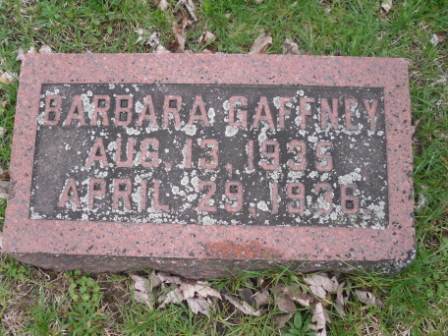 BARBARA GAFFNEY
AUG. 13, 1935
APRIL 29, 1936